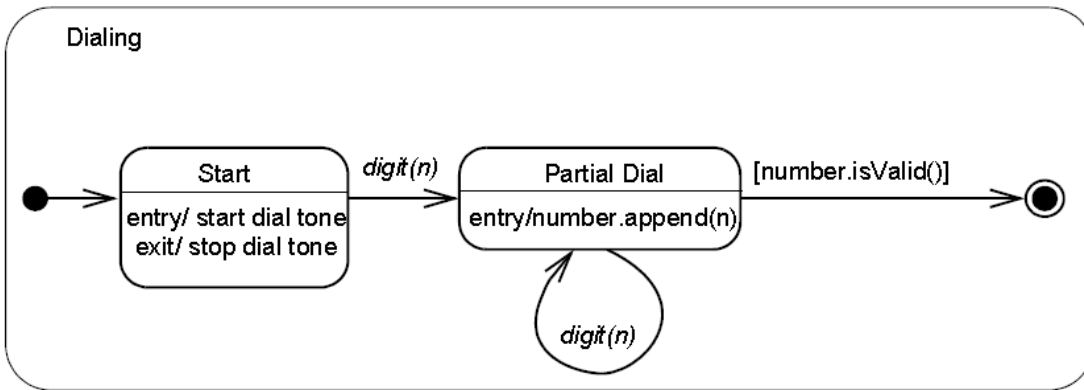 Dialing
Start
entry/ start dial tone
exit/ stop dial tone
digit(n)
Partial Dial
entry/number.append(n)
digit(n)
[number.isValid()]